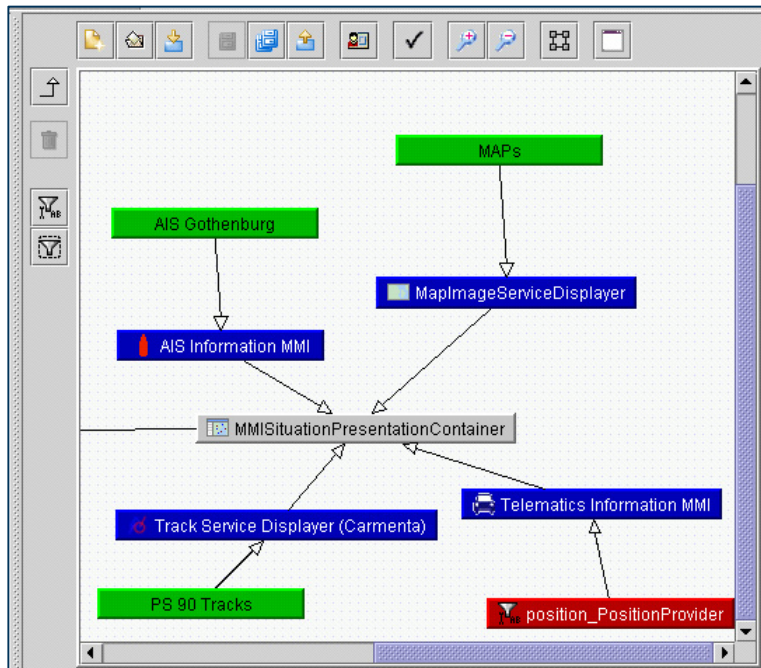 MAPs
AIS Gothenburg
MapImageServiceDisplayer
AIS Information MMI
MMISituationPresentationContainer
Telematics Information MMI
Track Service Displayer (Carmenta)
PS 90 Tracks
position_PositionProvider